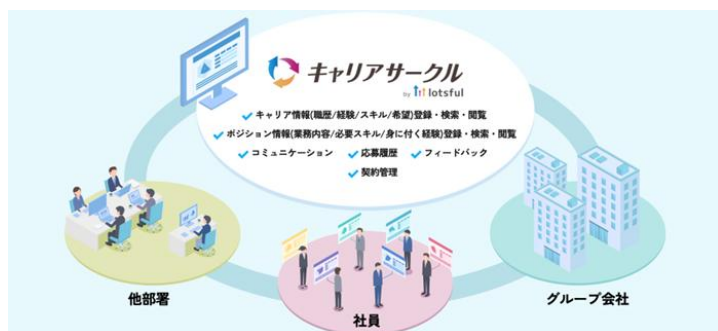 キャリアサークル
by lotsful
キャリア情報(職歴/経験/スキル/希望)登録・検索・閲覧
ポジション情報(業務内容/必要スキル/身に付く経験)登録・検索・閲覧
コミュニケーション 応募履歴 フィードバック
契約管理
他部署
社員
グループ会社